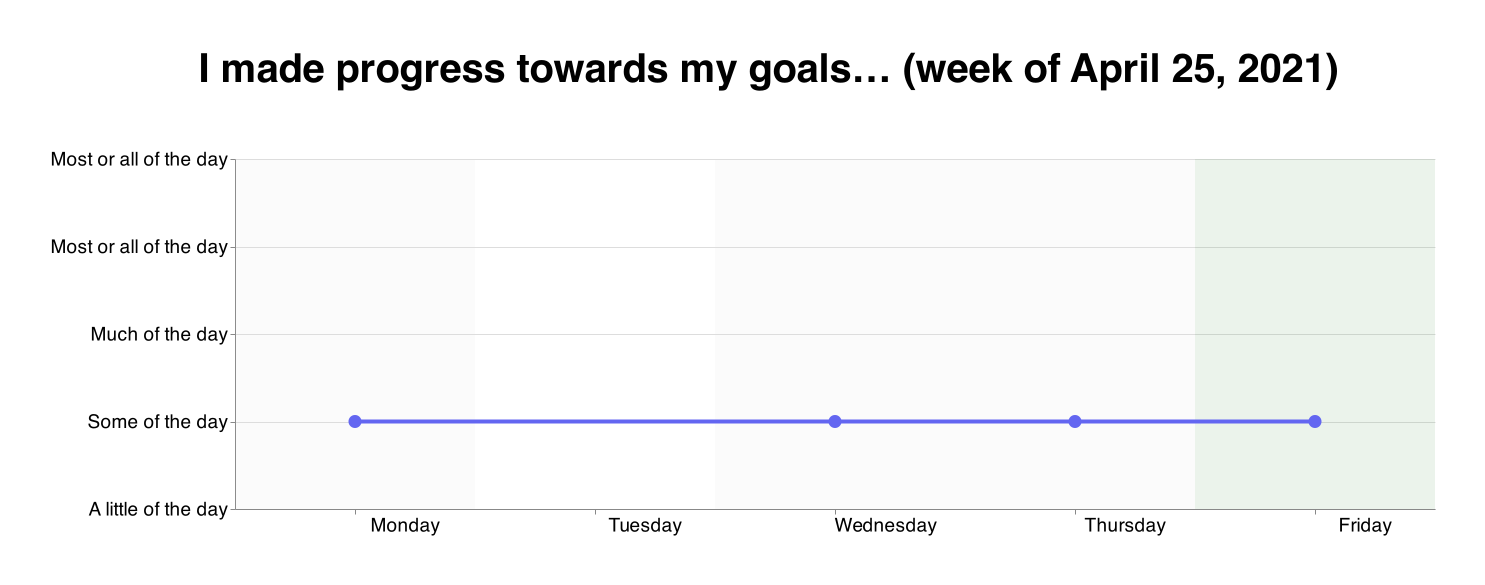 I made progress towards my goals… (week of April 25, 2021)
Most or all of the day
Most or all of the day
Much of the day
Some of the day
A little of the day
Monday Tuesday Wednesday Thursday Friday